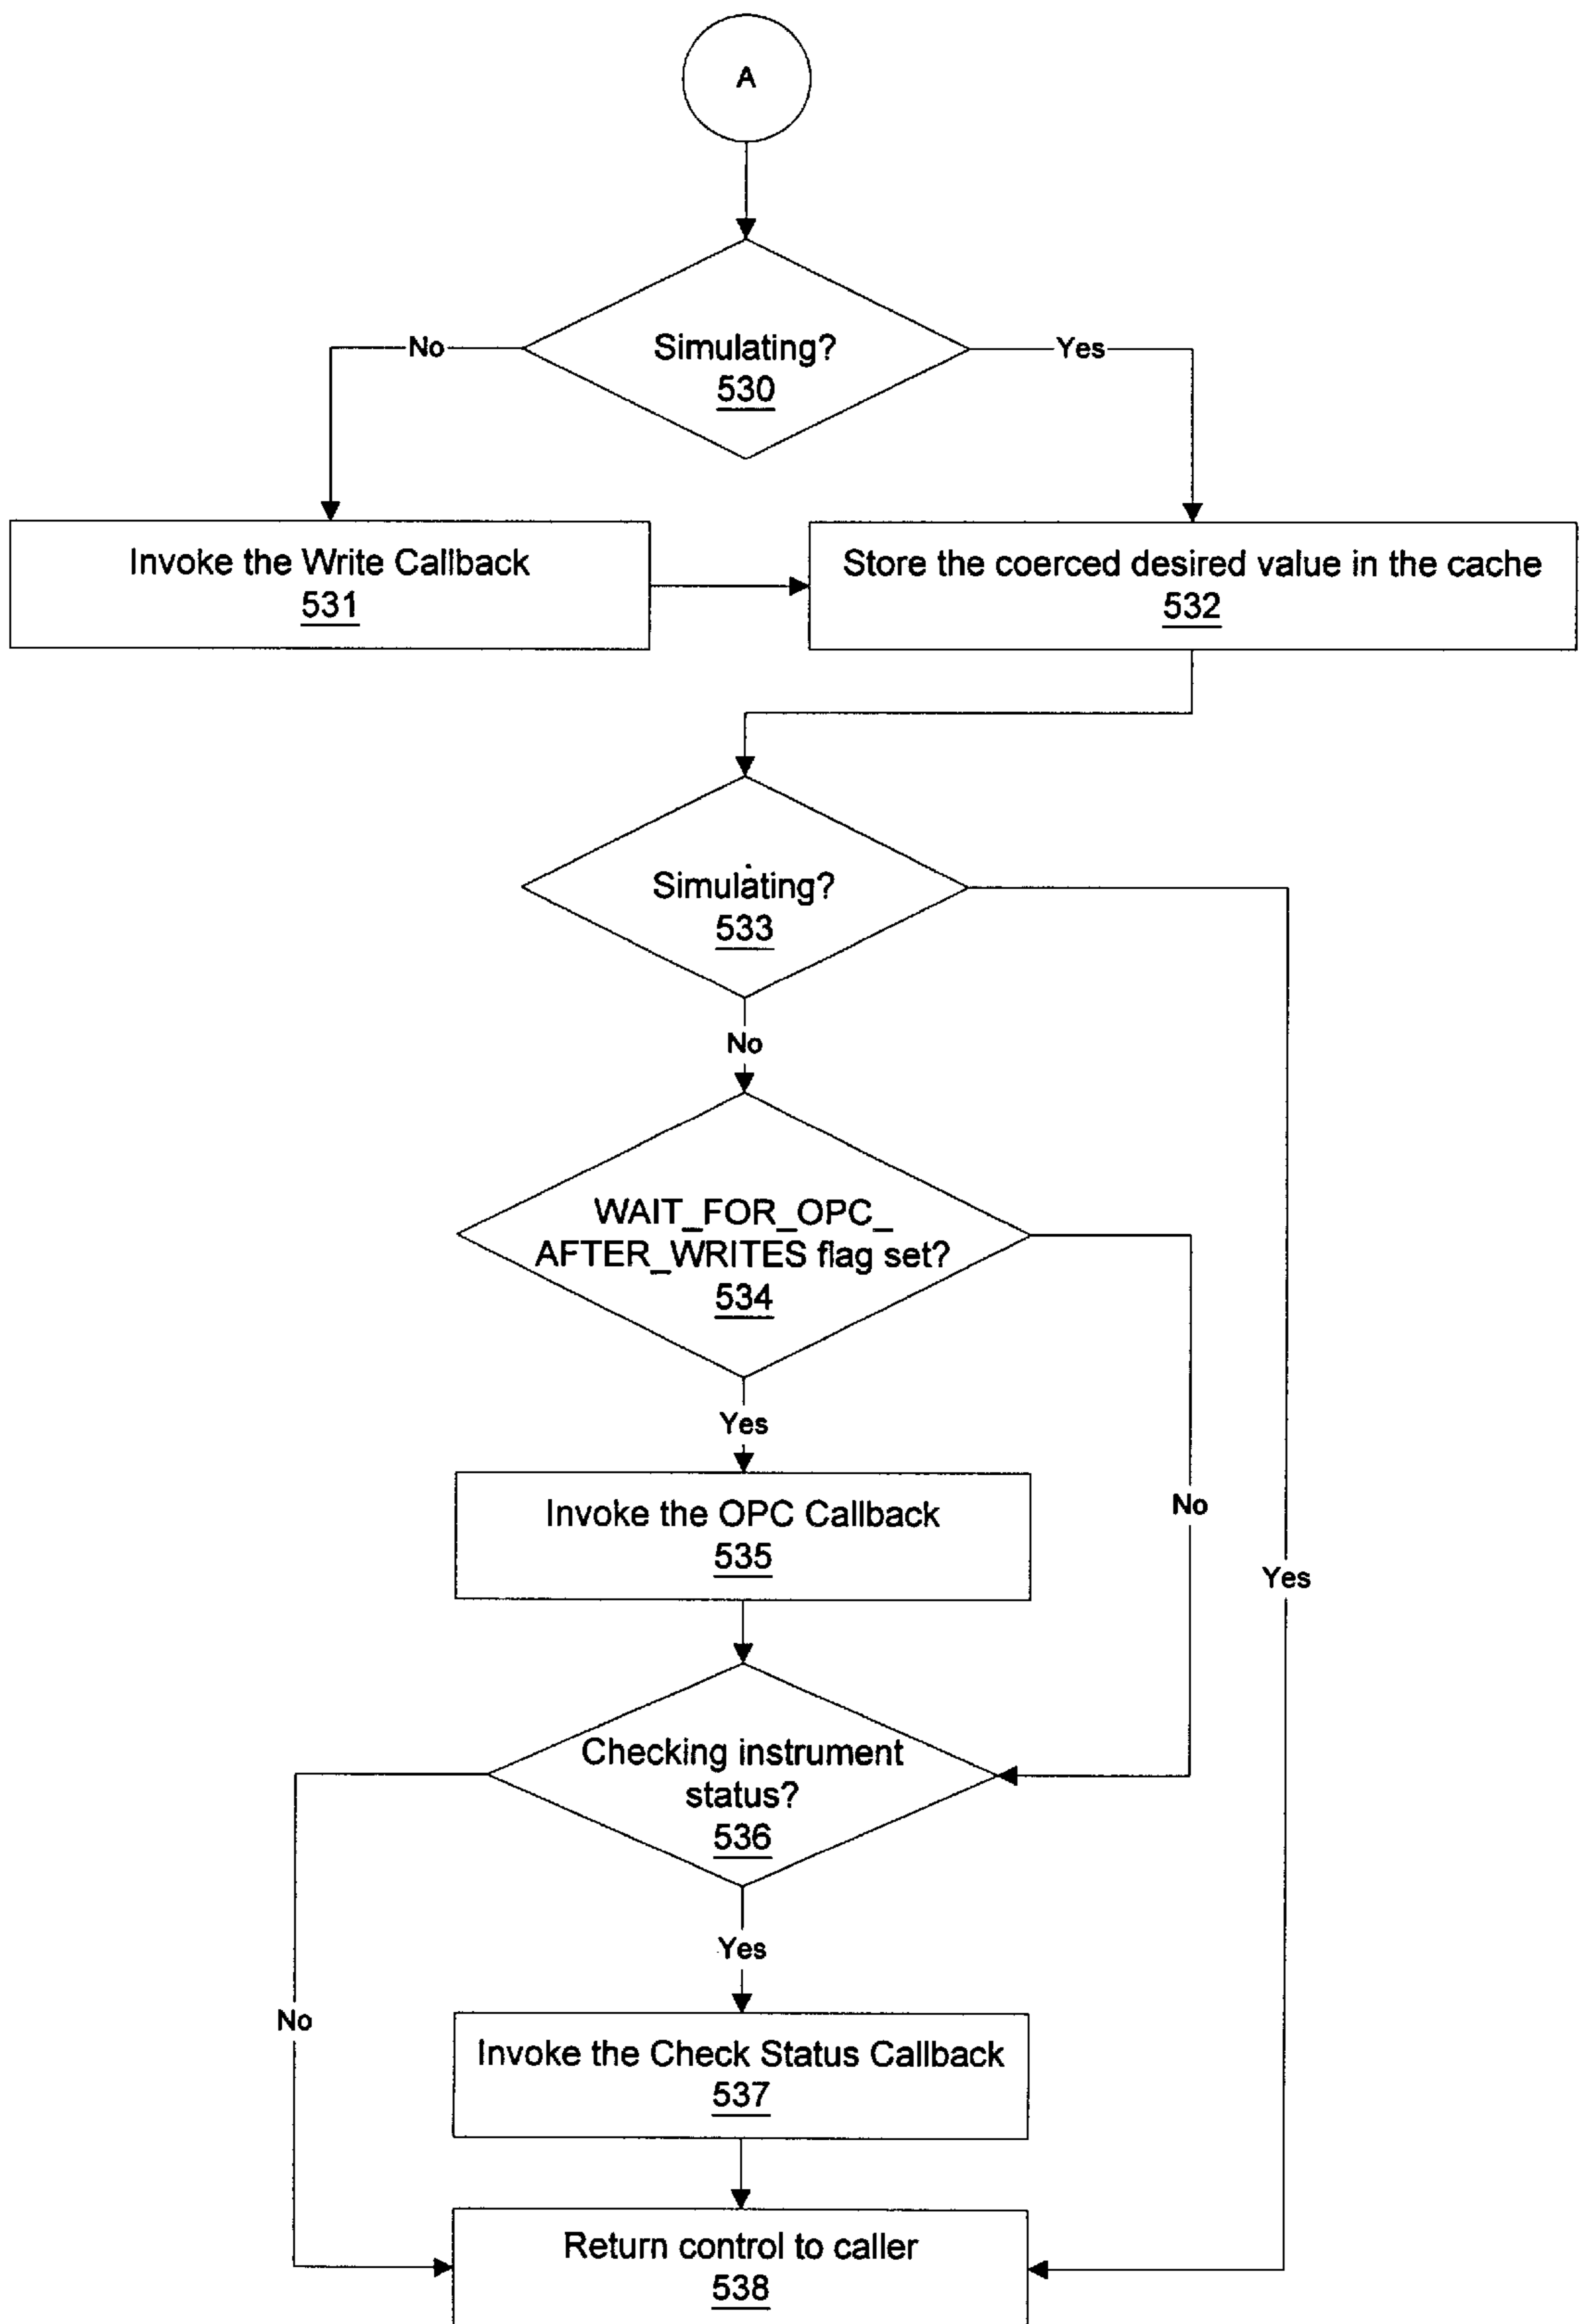 A
Simulating?
530
No
Yes
Invoke the Write Callback
531
Store the coerced desired value in the cache
532
Simulating?
533
No
WAIT_FOR_OPC_
AFTER_WRITES flag set?
534
Yes
Invoke the OPC Callback
535
No
Yes
Checking instrument
status?
536
Yes
No
Invoke the Check Status Callback
537
Return control to caller
538